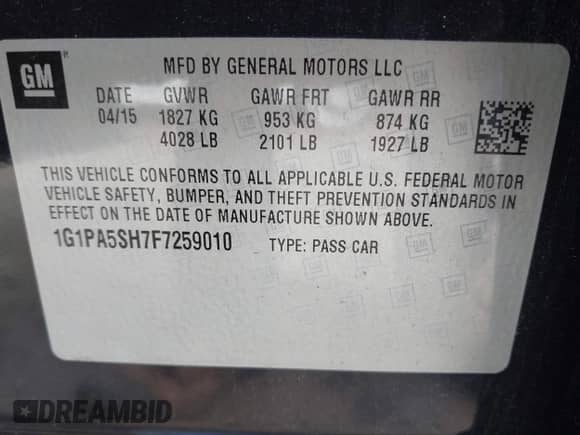 GM
MFD BY GENERAL MOTORS LLC
DATE GVWR GAWR FRT GAWR RR
04/15 1827 KG 953 KG 874 KG
4028 LB 2101 LB 1927 LB
THIS VEHICLE CONFORMS TO ALL APPLICABLE U.S. FEDERAL MOTOR
VEHICLE SAFETY, BUMPER, AND THEFT PREVENTION STANDARDS IN
EFFECT ON THE DATE OF MANUFACTURE SHOWN ABOVE.
1G1PA5SH7F7259010 TYPE: PASS CAR
DREAMBID